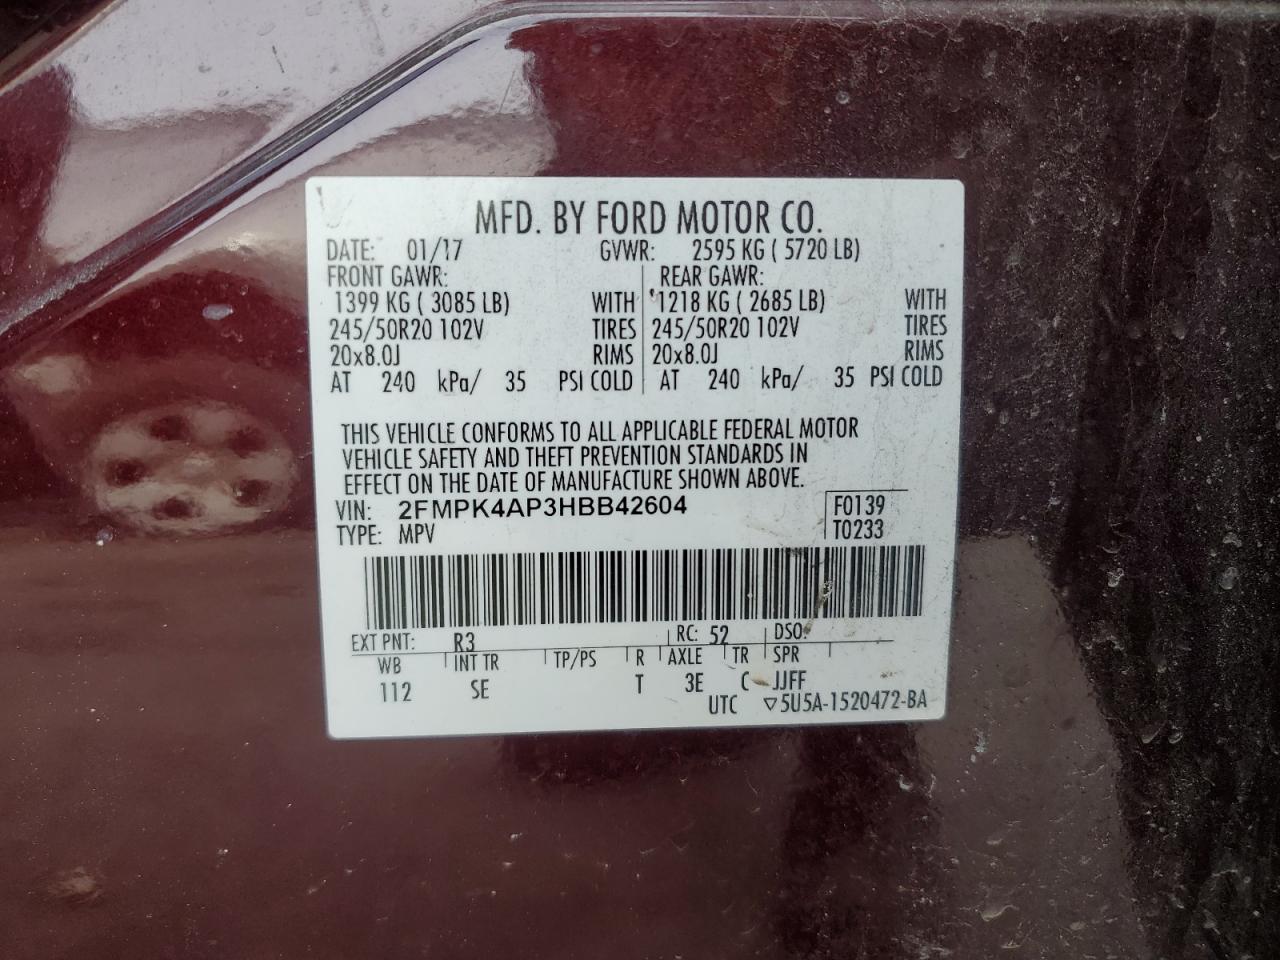 MFD. BY FORD MOTOR CO.
DATE: 01/17 GVWR: 2595 KG ( 5720 LB)
FRONT GAWR: REAR GAWR:
1399 KG ( 3085 LB) WITH 1218 KG ( 2685 LB) WITH
245/50R20 102V TIRES 245/50R20 102V TIRES
20x8.0J RIMS 20x8.0J RIMS
AT 240 kPa/ 35 PSI COLD AT 240 kPa/ 35 PSI COLD
THIS VEHICLE CONFORMS TO ALL APPLICABLE FEDERAL MOTOR
VEHICLE SAFETY AND THEFT PREVENTION STANDARDS IN
EFFECT ON THE DATE OF MANUFACTURE SHOWN ABOVE.
VIN: 2FMPK4AP3HBB42604 F0139
TYPE: MPV T0233
EXT PNT: R3 RC: 52 DSO:
WB INT TR TP/PS R AXLE TR SPR
112 SE T 3E C JJFF
UTC ▽5U5A-1520472-BA